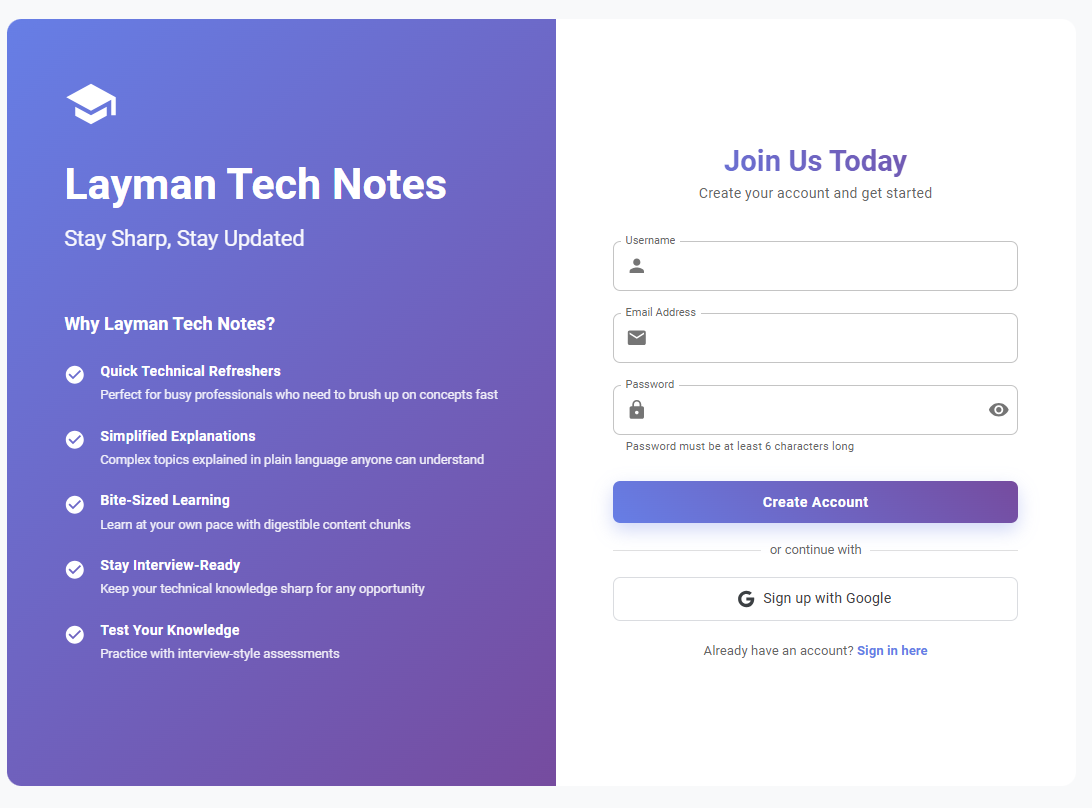 Layman Tech Notes
Stay Sharp, Stay Updated
Why Layman Tech Notes?
Quick Technical Refreshers
Perfect for busy professionals who need to brush up on concepts fast
Simplified Explanations
Complex topics explained in plain language anyone can understand
Bite-Sized Learning
Learn at your own pace with digestible content chunks
Stay Interview-Ready
Keep your technical knowledge sharp for any opportunity
Test Your Knowledge
Practice with interview-style assessments
Join Us Today
Create your account and get started
Username
Email Address
Password
Password must be at least 6 characters long
Create Account
or continue with
Sign up with Google
Already have an account? Sign in here